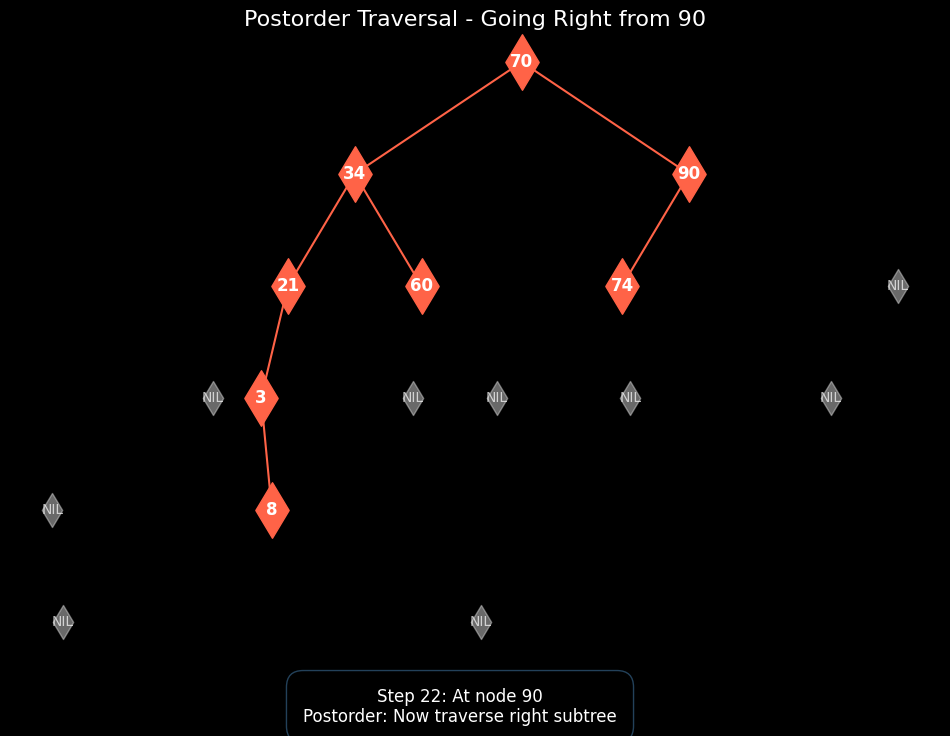 Postorder Traversal - Going Right from 90
70
34
90
21
60
74
NIL
NIL
3
NIL
NIL
NIL
NIL
NIL
8
NIL
NIL
Step 22: At node 90
Postorder: Now traverse right subtree